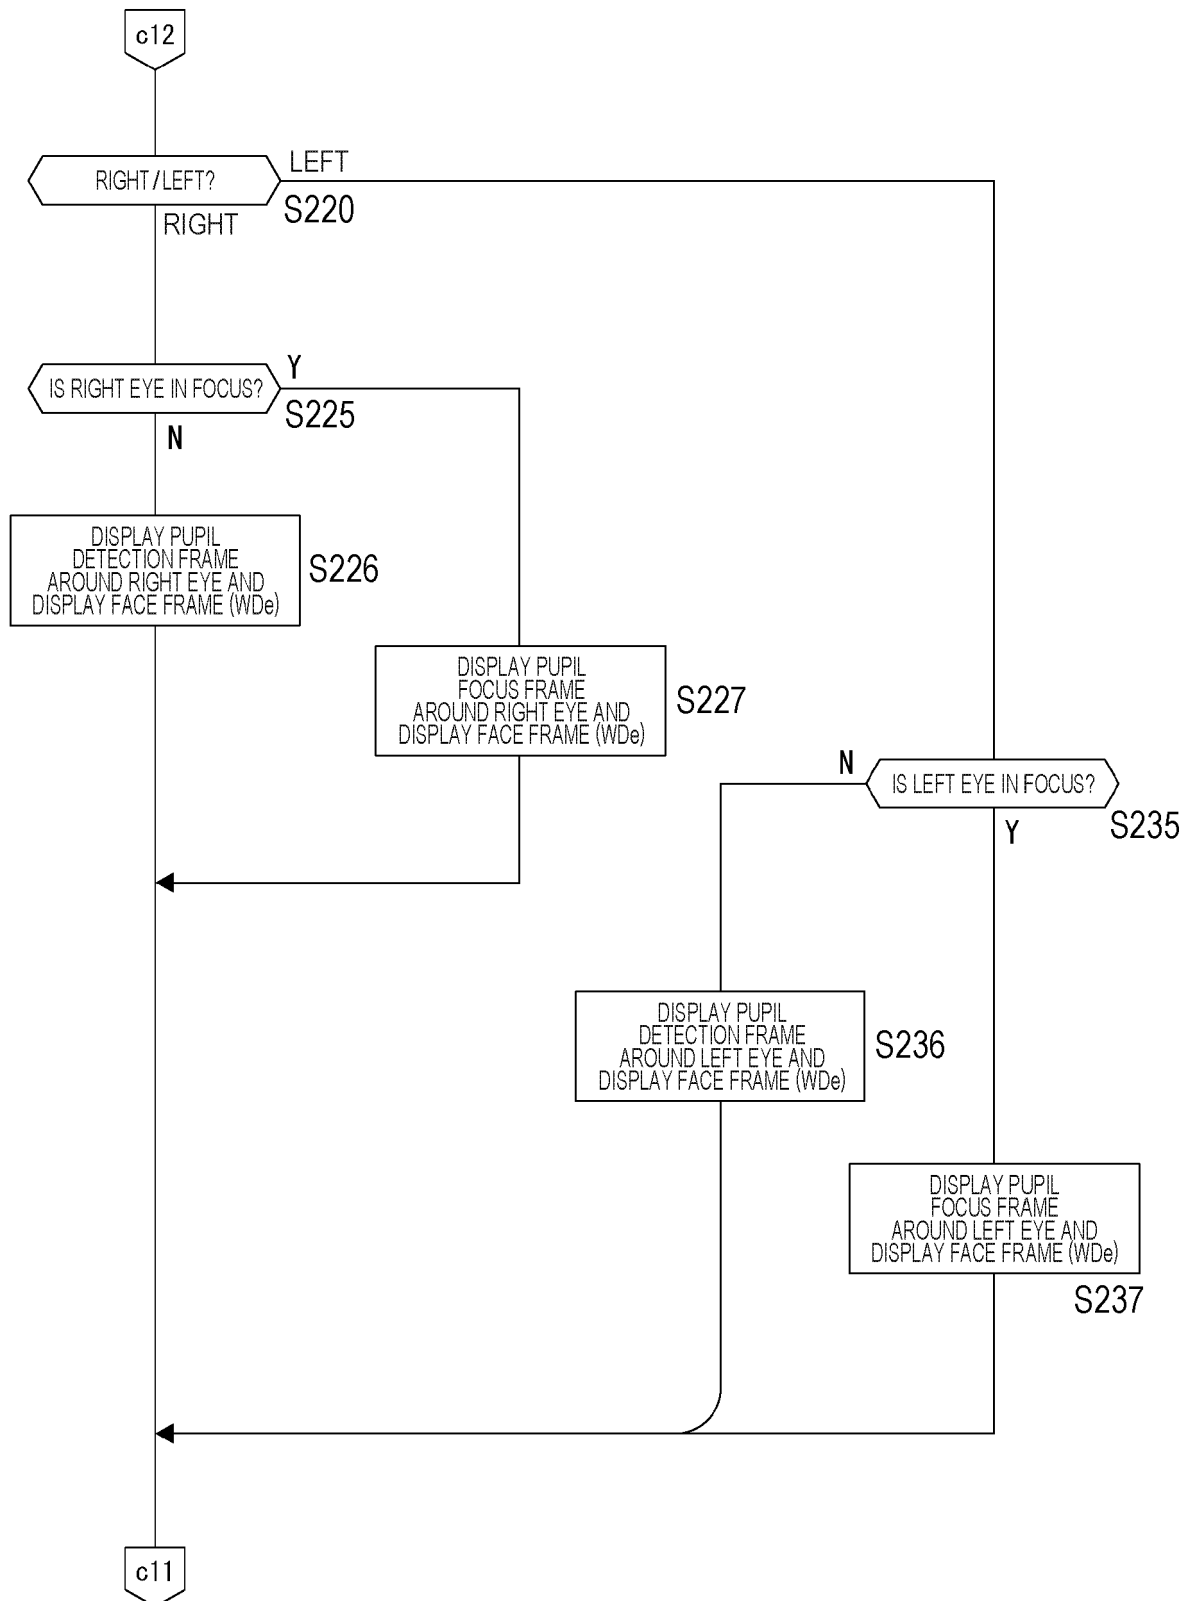 c12
LEFT
RIGHT / LEFT?
S220
RIGHT
Y
IS RIGHT EYE IN FOCUS?
S225
N
DISPLAY PUPIL
DETECTION FRAME
AROUND RIGHT EYE AND
DISPLAY FACE FRAME (WDe)
S226
DISPLAY PUPIL
FOCUS FRAME
AROUND RIGHT EYE AND
DISPLAY FACE FRAME (WDe)
S227
N
IS LEFT EYE IN FOCUS?
S235
Y
DISPLAY PUPIL
DETECTION FRAME
AROUND LEFT EYE AND
DISPLAY FACE FRAME (WDe)
S236
DISPLAY PUPIL
FOCUS FRAME
AROUND LEFT EYE AND
DISPLAY FACE FRAME (WDe)
S237
c11